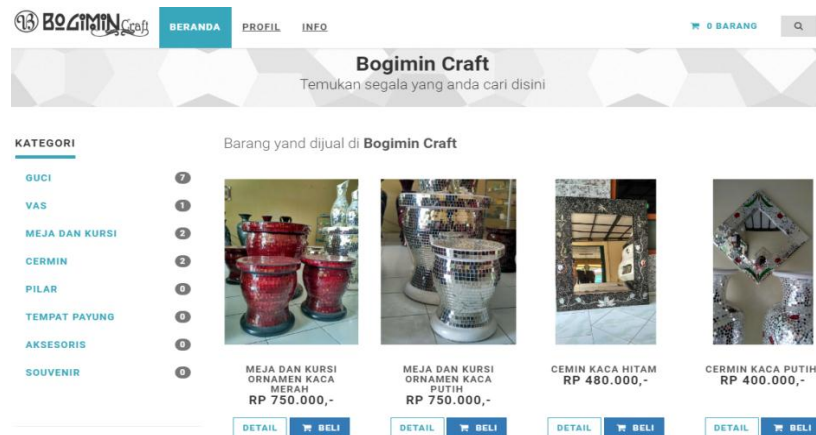 B BOGIMIN Craft
BERANDA PROFIL INFO
0 BARANG
Bogimin Craft
Temukan segala yang anda cari disini
KATEGORI
GUCI 7
VAS 1
MEJA DAN KURSI 2
CERMIN 2
PILAR 0
TEMPAT PAYUNG 0
AKSESORIS 0
SOUVENIR 0
Barang yand dijual di Bogimin Craft
MEJA DAN KURSI
ORNAMEN KACA
MERAH
RP 750.000,-
DETAIL BELI
MEJA DAN KURSI
ORNAMEN KACA
PUTIH
RP 750.000,-
DETAIL BELI
CEMIN KACA HITAM
RP 480.000,-
DETAIL BELI
CERMIN KACA PUTIH
RP 400.000,-
DETAIL BELI